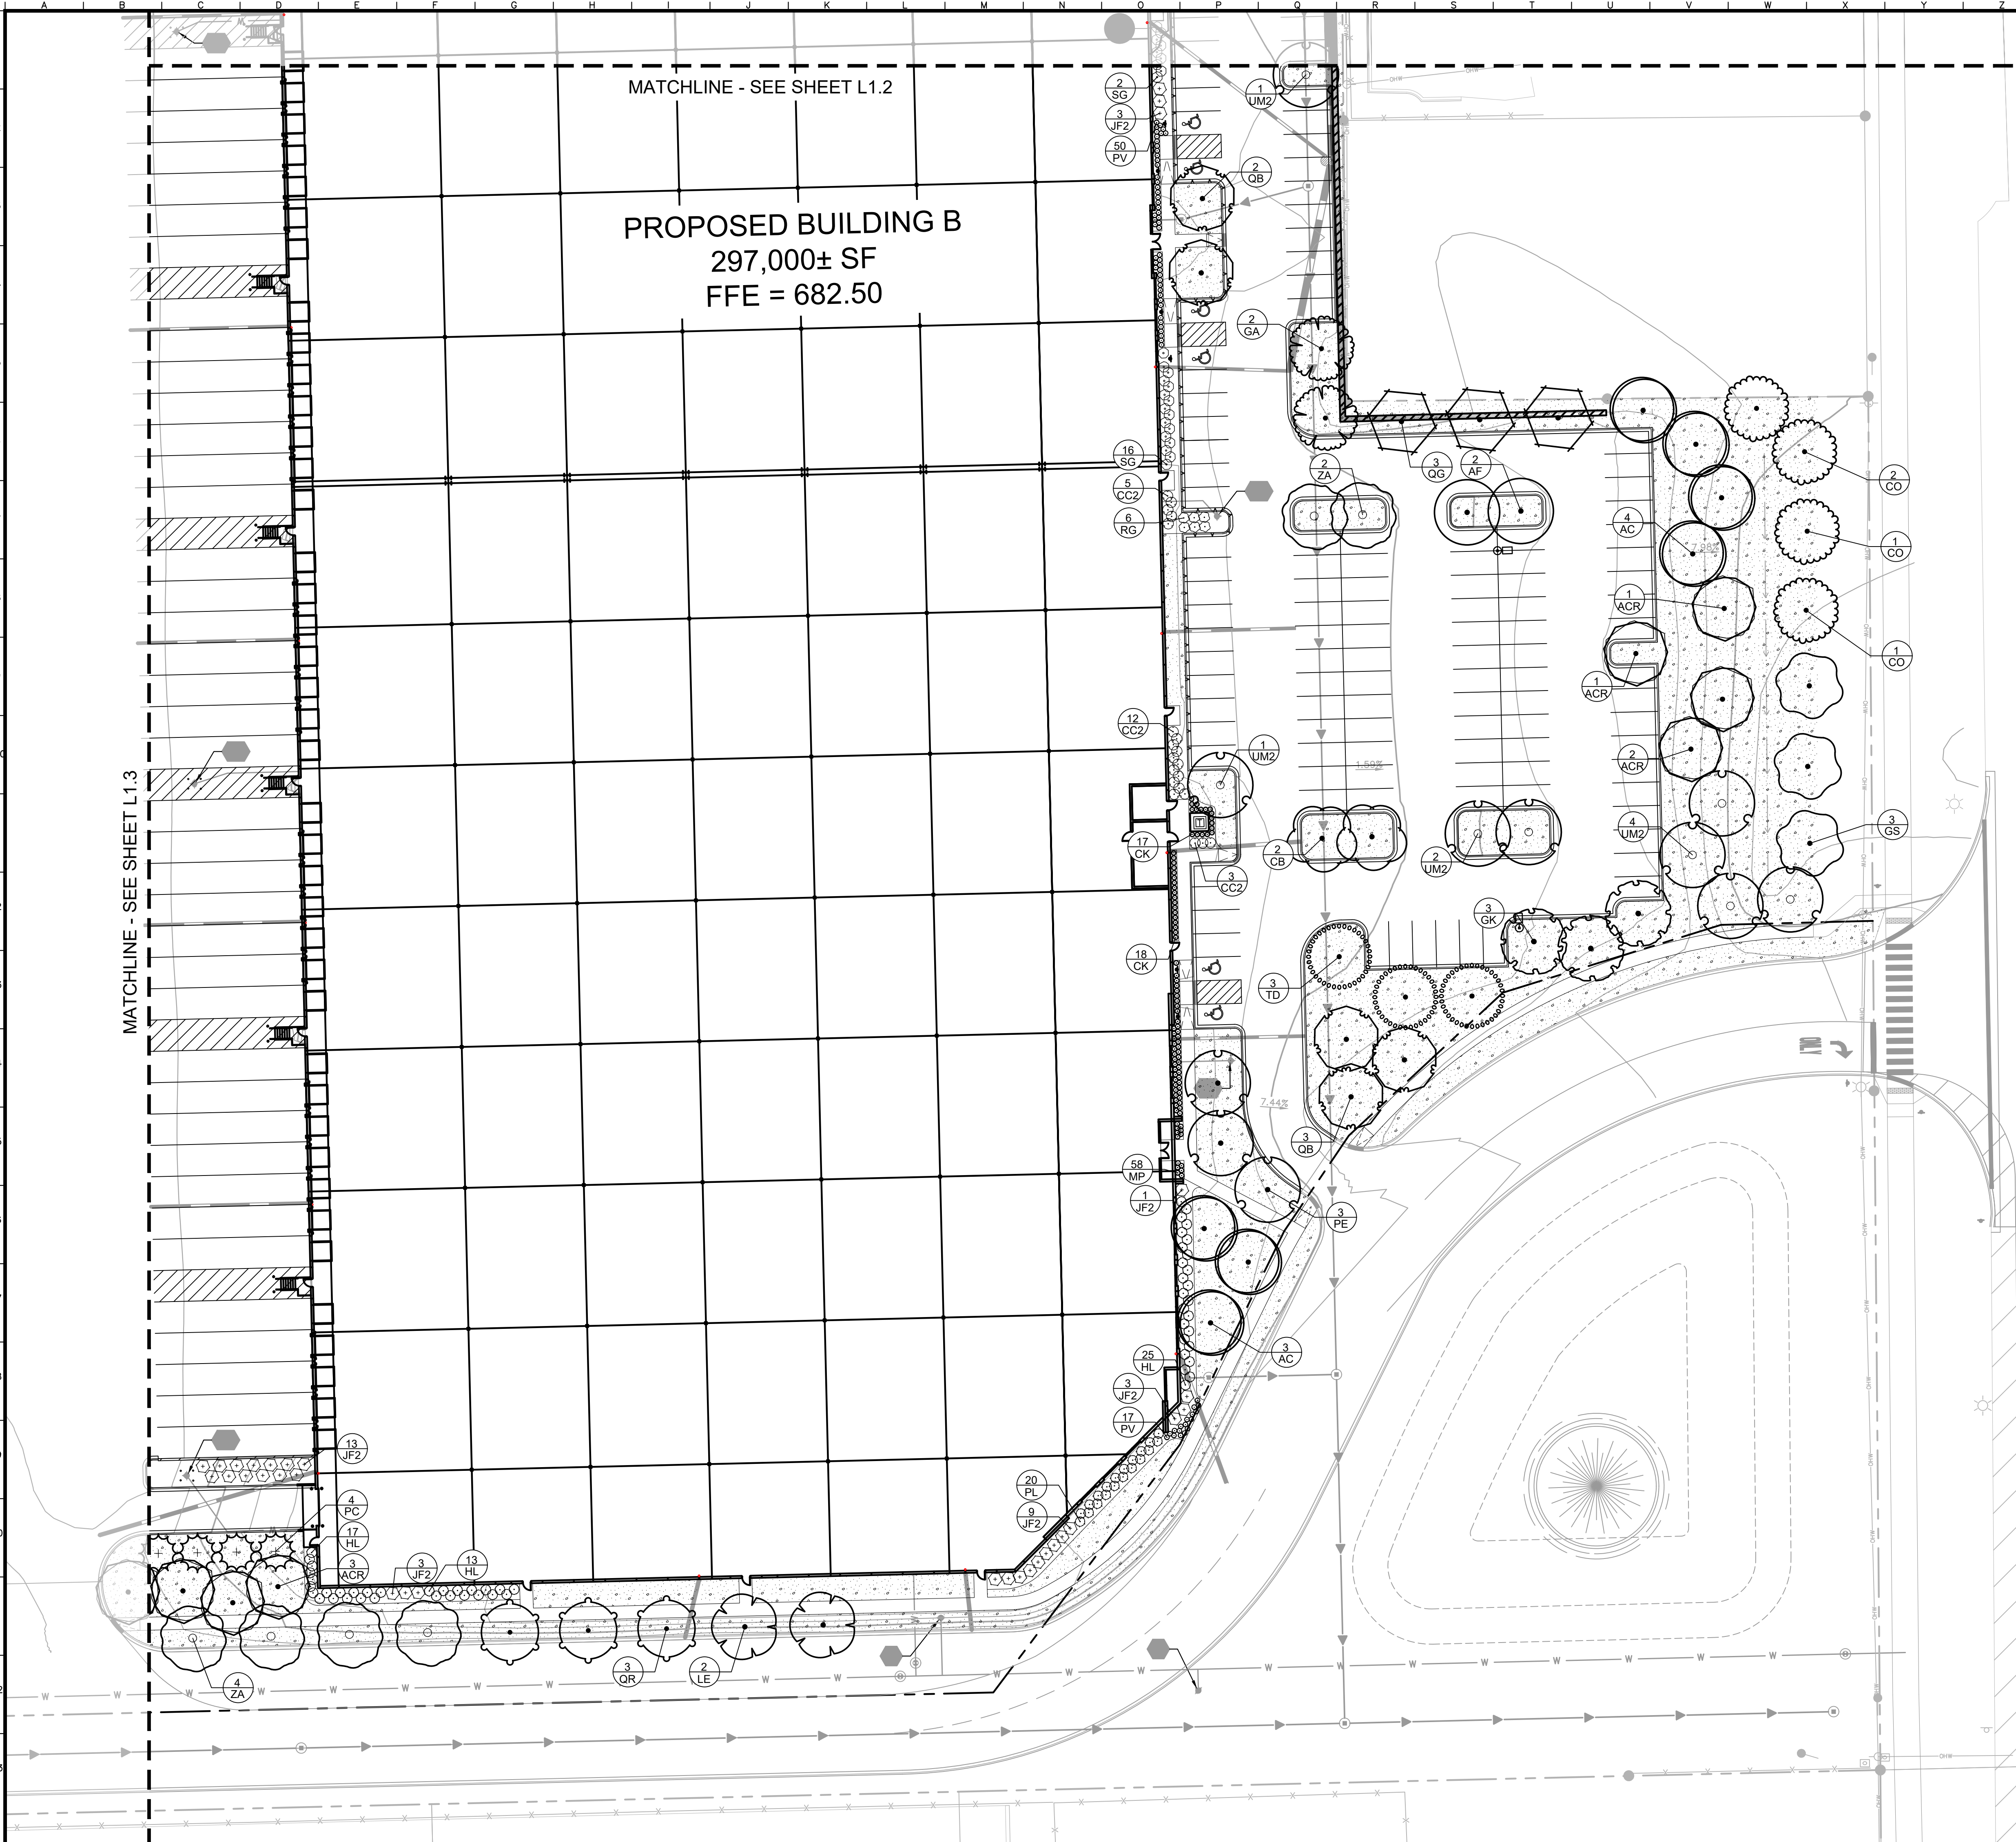 A B C D E F G H I J K L M N O P Q R S T U V W X Y Z
MATCHLINE - SEE SHEET L1.2
PROPOSED BUILDING B
297,000± SF
FFE = 682.50
MATCHLINE - SEE SHEET L1.3
2
SG
3
JF2
50
PV
1
UM2
2
QB
2
GA
16
SG
5
CC2
6
RG
2
ZA
3
QG
2
AF
2
CO
4
AC
7.98%
1
CO
1
ACR
1
CO
1
ACR
12
CC2
1
UM2
2
ACR
1.59%
4
UM2
3
GS
17
CK
2
CB
2
UM2
3
CC2
3
GK
18
CK
3
TD
7.44%
3
QB
58
MP
1
JF2
3
PE
3
AC
25
HL
3
JF2
17
PV
13
JF2
20
PL
9
JF2
4
PC
17
HL
3
ACR
3
JF2
13
HL
3
QR
2
LE
4
ZA
W W W W W W W W W W W W W W W W W W W W W W W W
OHW
OHW
OHW
OHW